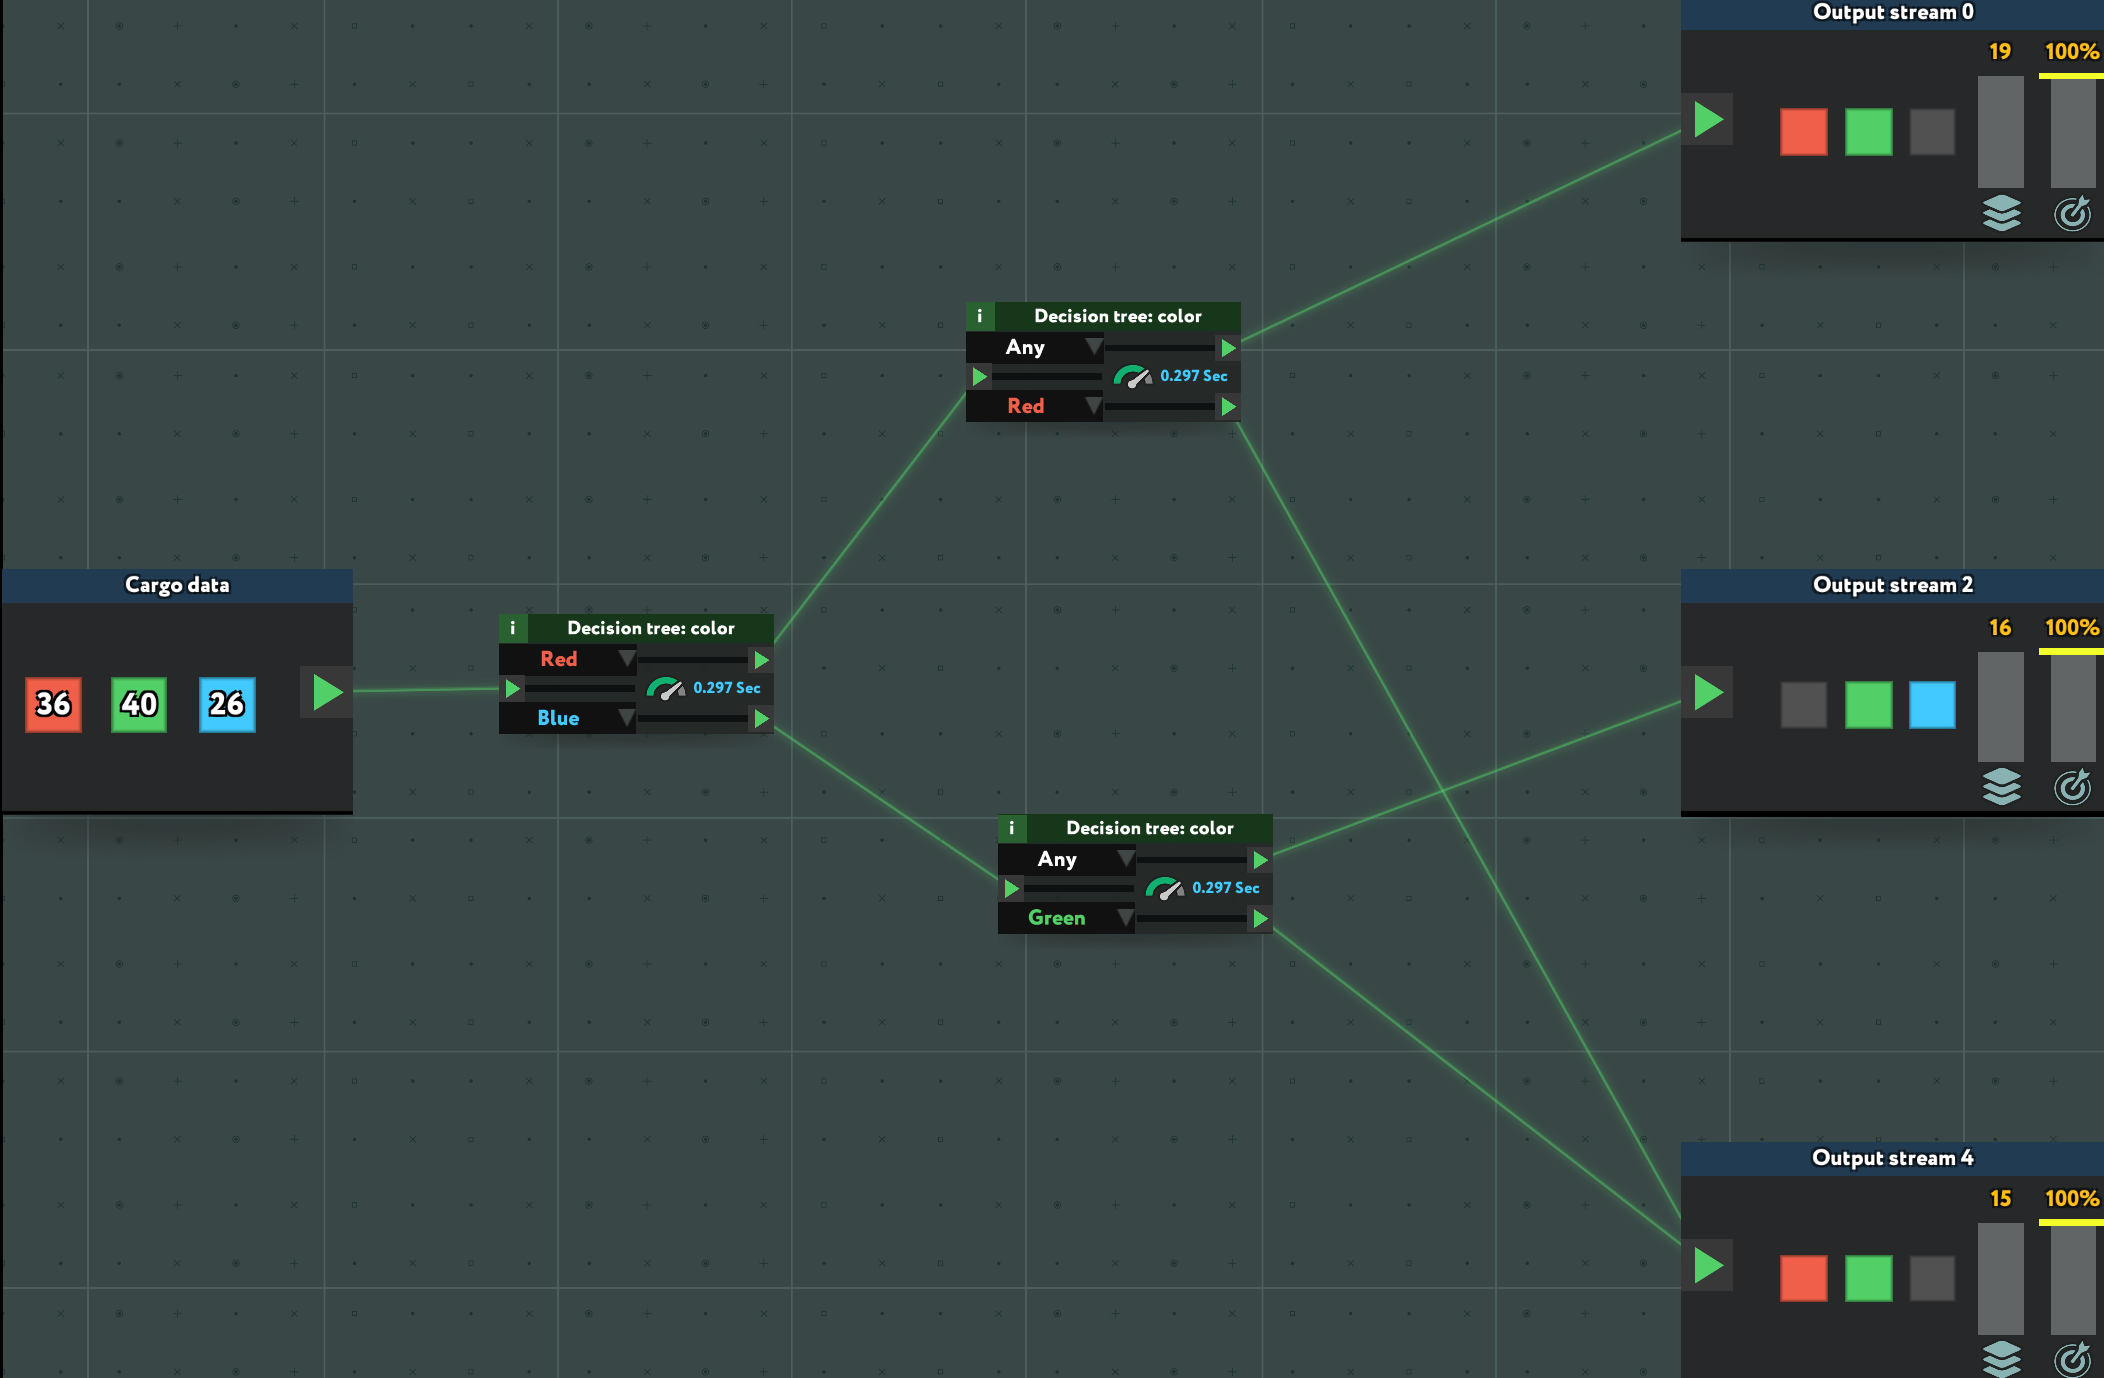 Output stream 0
19 100%
i Decision tree: color
Any
0.297 Sec
Red
Cargo data
36 40 26
i Decision tree: color
Red
0.297 Sec
Blue
Output stream 2
16 100%
i Decision tree: color
Any
0.297 Sec
Green
Output stream 4
15 100%